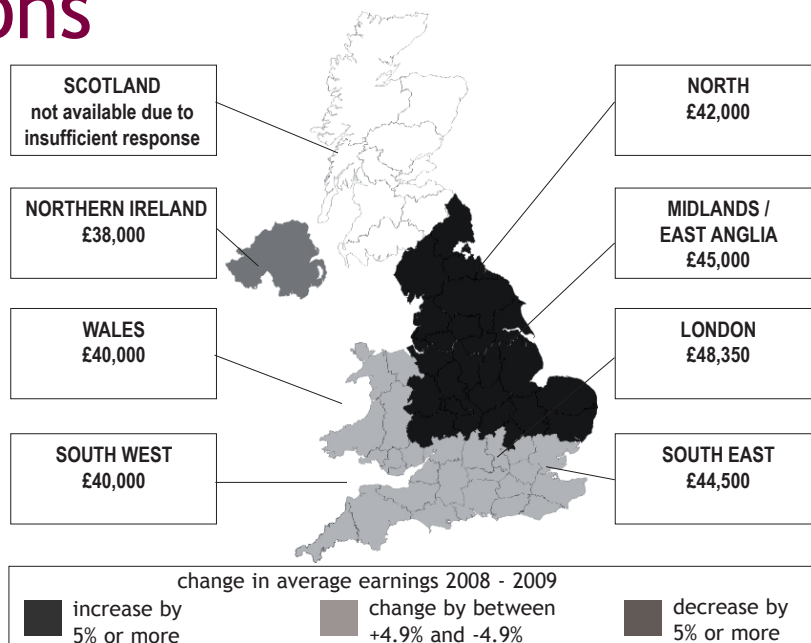 SCOTLAND
not available due to
insufficient response
NORTHERN IRELAND
£38,000
WALES
£40,000
SOUTH WEST
£40,000
NORTH
£42,000
MIDLANDS /
EAST ANGLIA
£45,000
LONDON
£48,350
SOUTH EAST
£44,500
change in average earnings 2008 - 2009
increase by
5% or more
change by between
+4.9% and -4.9%
decrease by
5% or more